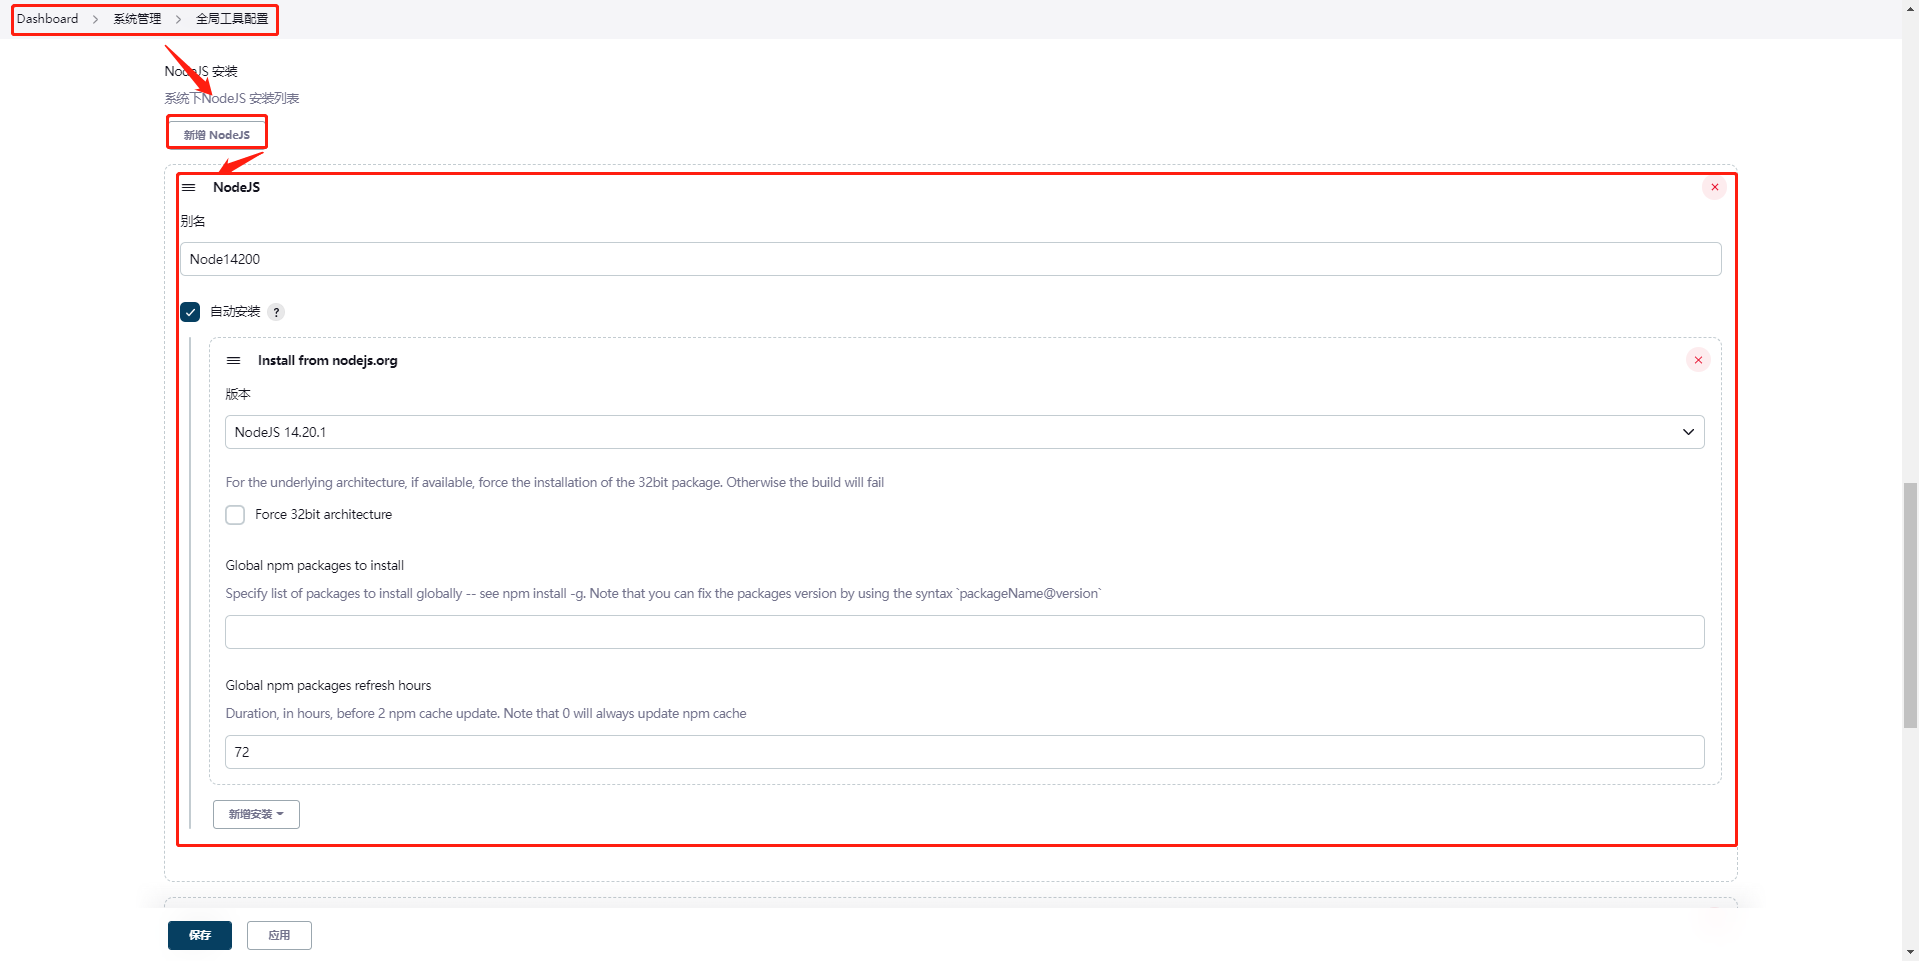 Dashboard > 系统管理 > 全局工具配置
NodeJS 安装
系统下NodeJS 安装列表
新增 NodeJS
NodeJS
别名
Node14200
自动安装 ?
Install from nodejs.org
版本
NodeJS 14.20.1
For the underlying architecture, if available, force the installation of the 32bit package. Otherwise the build will fail
Force 32bit architecture
Global npm packages to install
Specify list of packages to install globally -- see npm install -g. Note that you can fix the packages version by using the syntax `packageName@version`
Global npm packages refresh hours
Duration, in hours, before 2 npm cache update. Note that 0 will always update npm cache
72
新增安装
保存 应用